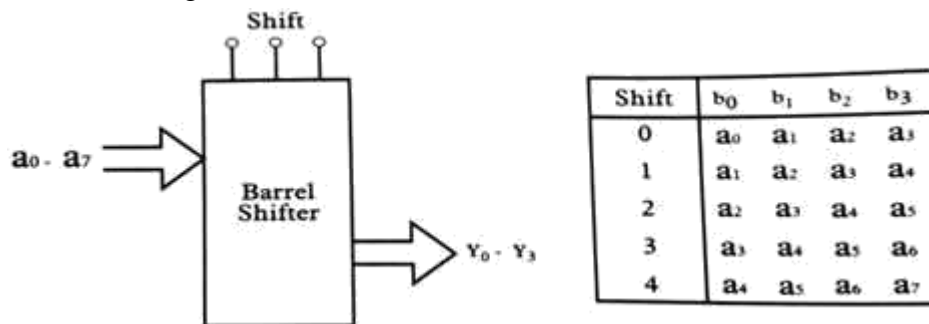 Shift
a₀ - a₇
Barrel
Shifter
Y₀ - Y₃
Shift b₀ b₁ b₂ b₃
0 a₀ a₁ a₂ a₃
1 a₁ a₂ a₃ a₄
2 a₂ a₃ a₄ a₅
3 a₃ a₄ a₅ a₆
4 a₄ a₅ a₆ a₇